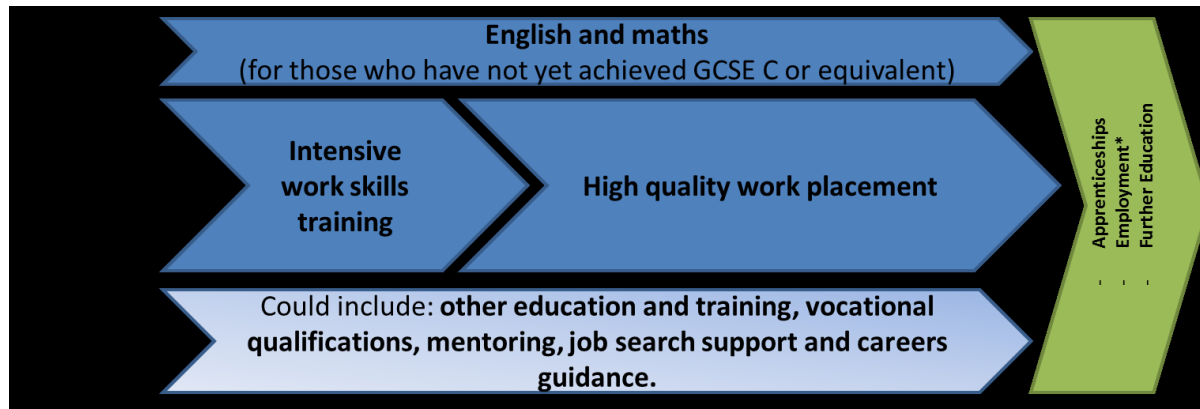 English and maths
(for those who have not yet achieved GCSE C or equivalent)
Intensive
work skills
training
High quality work placement
Could include: other education and training, vocational
qualifications, mentoring, job search support and careers
guidance.
- Apprenticeships
- Employment*
- Further Education